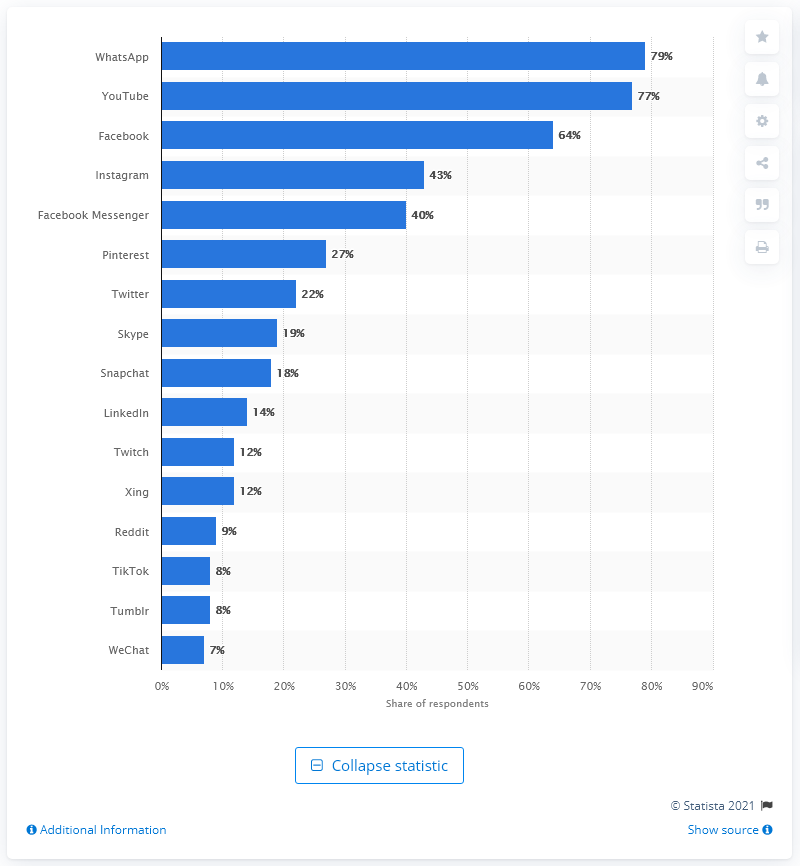 WhatsApp 79%
YouTube 77%
Facebook 64%
Instagram 43%
Facebook Messenger 40%
Pinterest 27%
Twitter 22%
Skype 19%
Snapchat 18%
LinkedIn 14%
Twitch 12%
Xing 12%
Reddit 9%
TikTok 8%
Tumblr 8%
WeChat 7%
0% 10% 20% 30% 40% 50% 60% 70% 80% 90%
Share of respondents
Collapse statistic
© Statista 2021
Additional Information Show source